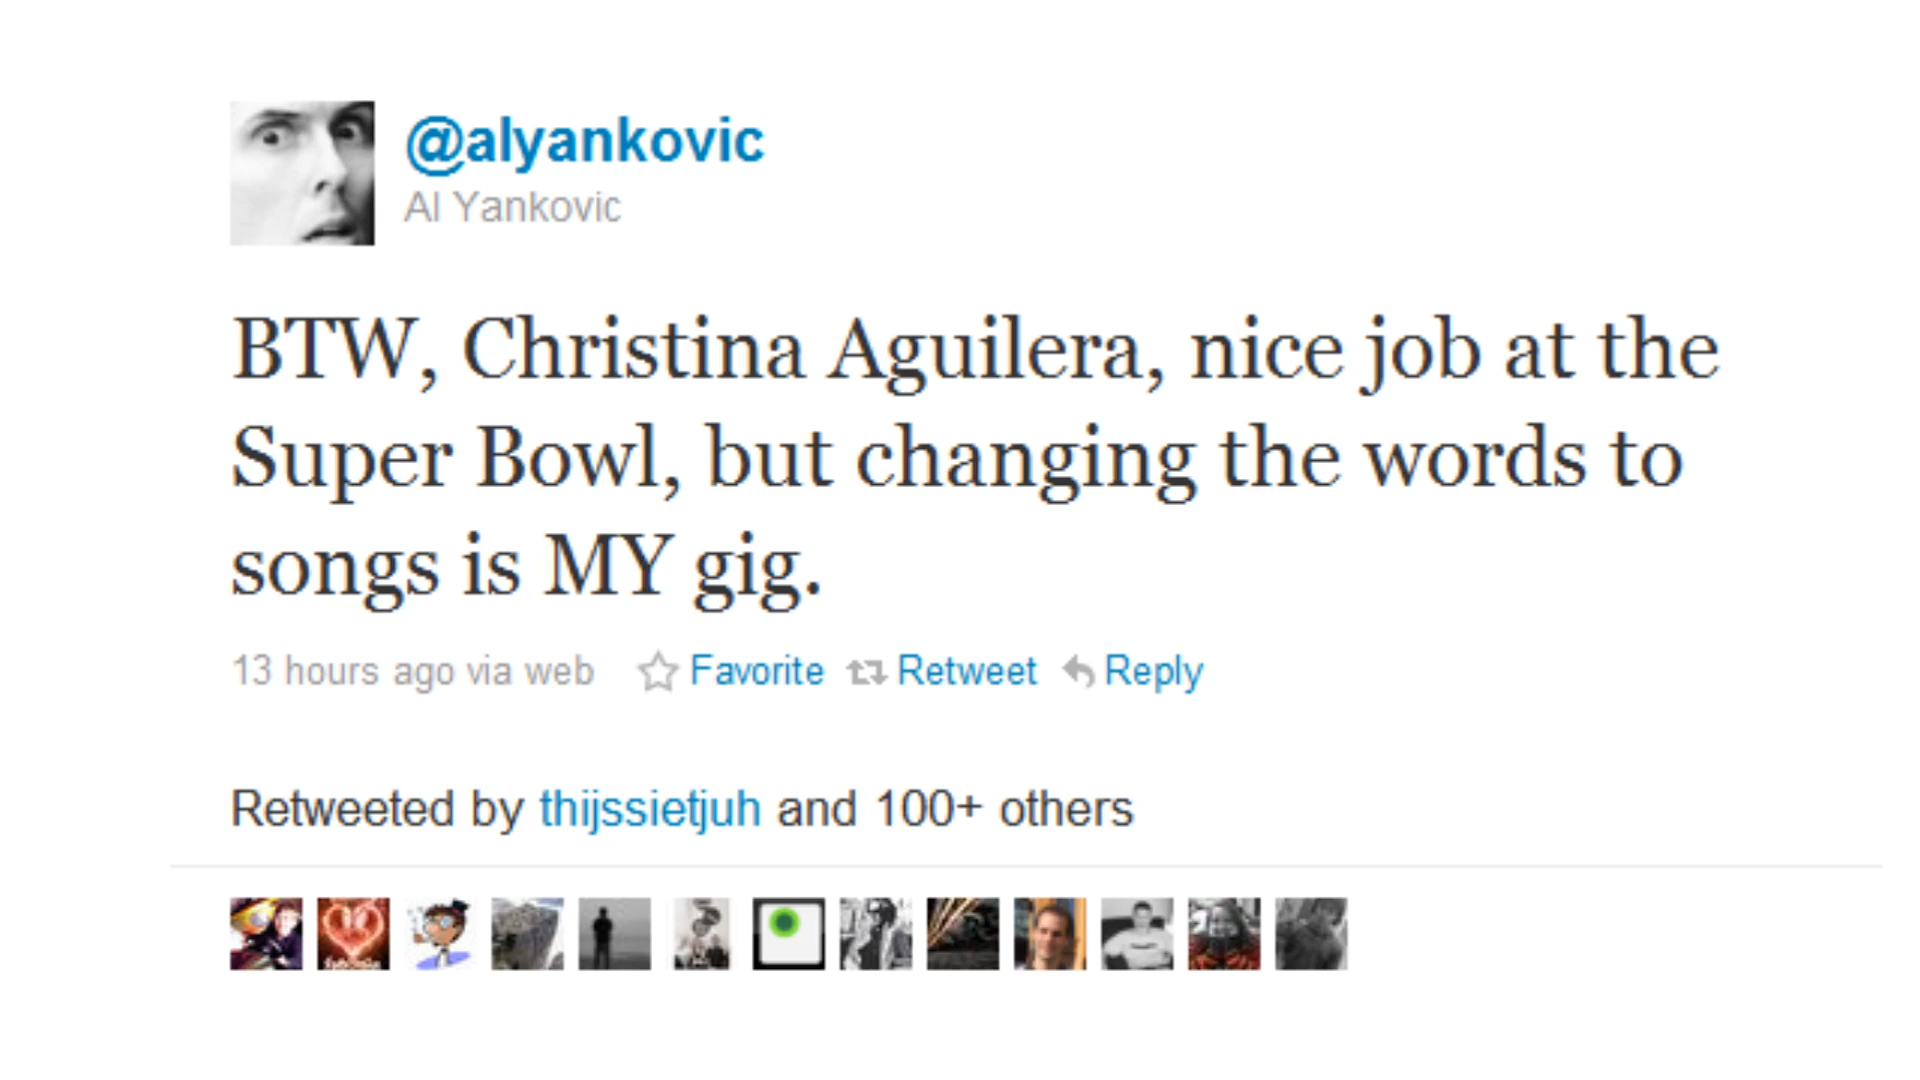 @alyankovic
Al Yankovic
BTW, Christina Aguilera, nice job at the
Super Bowl, but changing the words to
songs is MY gig.
13 hours ago via web Favorite Retweet Reply
Retweeted by thijssietjuh and 100+ others